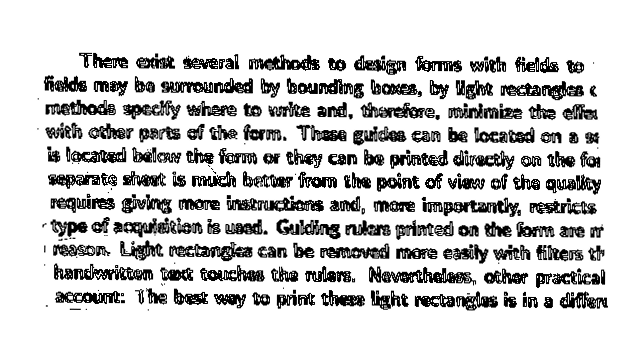 There exist several methods to design forms with fields to
fields may be surrounded by bounding boxes, by light rectangles
methods specify where to write and, therefore, minimize the
with other parts of the form. These guides can be located on a
is located below the form or they can be printed directly on the
separate sheet is much better from the point of view of the quality
requires giving more instructions and, more importantly, restricts
type of acquisition is used. Guiding rulers printed on the form are
reason. Light rectangles can be removed more easily with filters
handwritten text touches the rulers. Nevertheless, other practical
account: The best way to print these light rectangles is in a